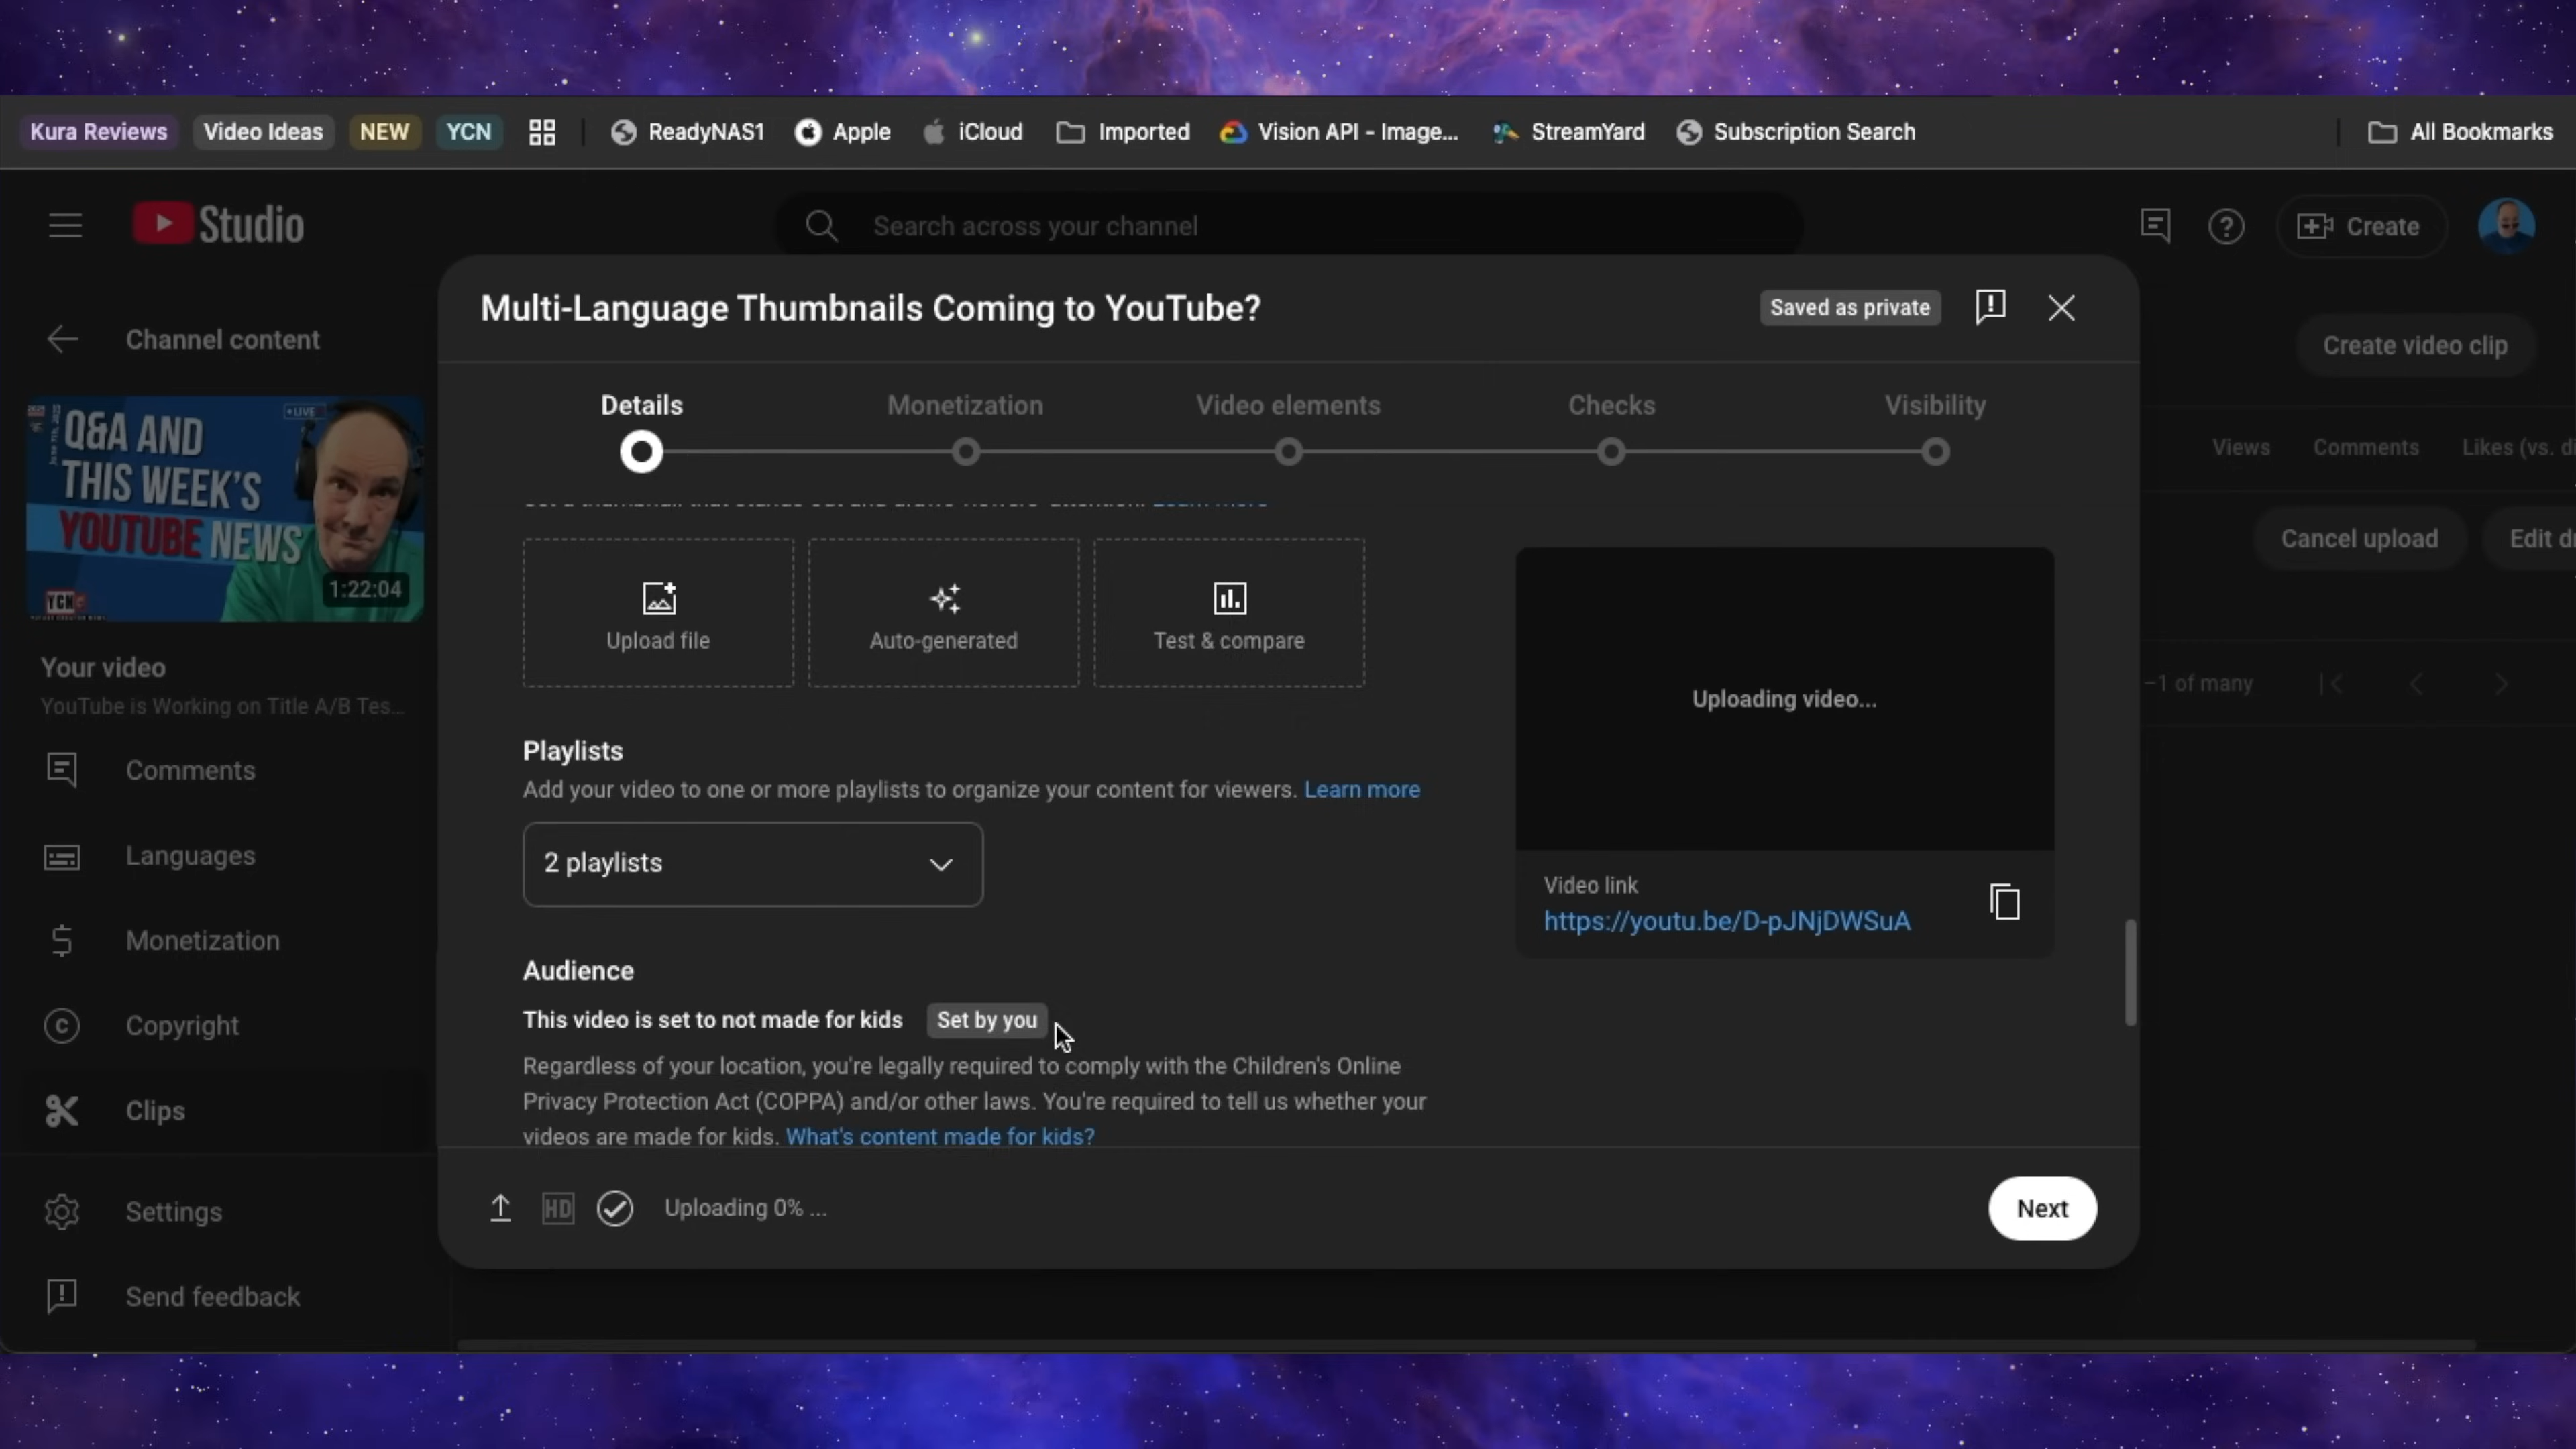 Kura Reviews Video Ideas NEW YCN ReadyNAS1 Apple iCloud Imported Vision API - Image... StreamYard Subscription Search All Bookmarks
Studio Search across your channel Create
Channel content
Q&A AND
THIS WEEK'S
YOUTUBE NEWS
LIVE
1:22:04
YCN
Your video
YouTube is Working on Title A/B Tes...
Comments
Languages
Monetization
Copyright
Clips
Settings
Send feedback
Multi-Language Thumbnails Coming to YouTube? Saved as private
Details Monetization Video elements Checks Visibility
Upload file Auto-generated Test & compare
Playlists
Add your video to one or more playlists to organize your content for viewers. Learn more
2 playlists
Audience
This video is set to not made for kids Set by you
Regardless of your location, you're legally required to comply with the Children's Online
Privacy Protection Act (COPPA) and/or other laws. You're required to tell us whether your
videos are made for kids. What's content made for kids?
Uploading video...
Video link
https://youtu.be/D-pJNjDWSuA
HD Uploading 0% ... Next
Create video clip
Views Comments Likes (vs. di
Cancel upload Edit dr
–1 of many